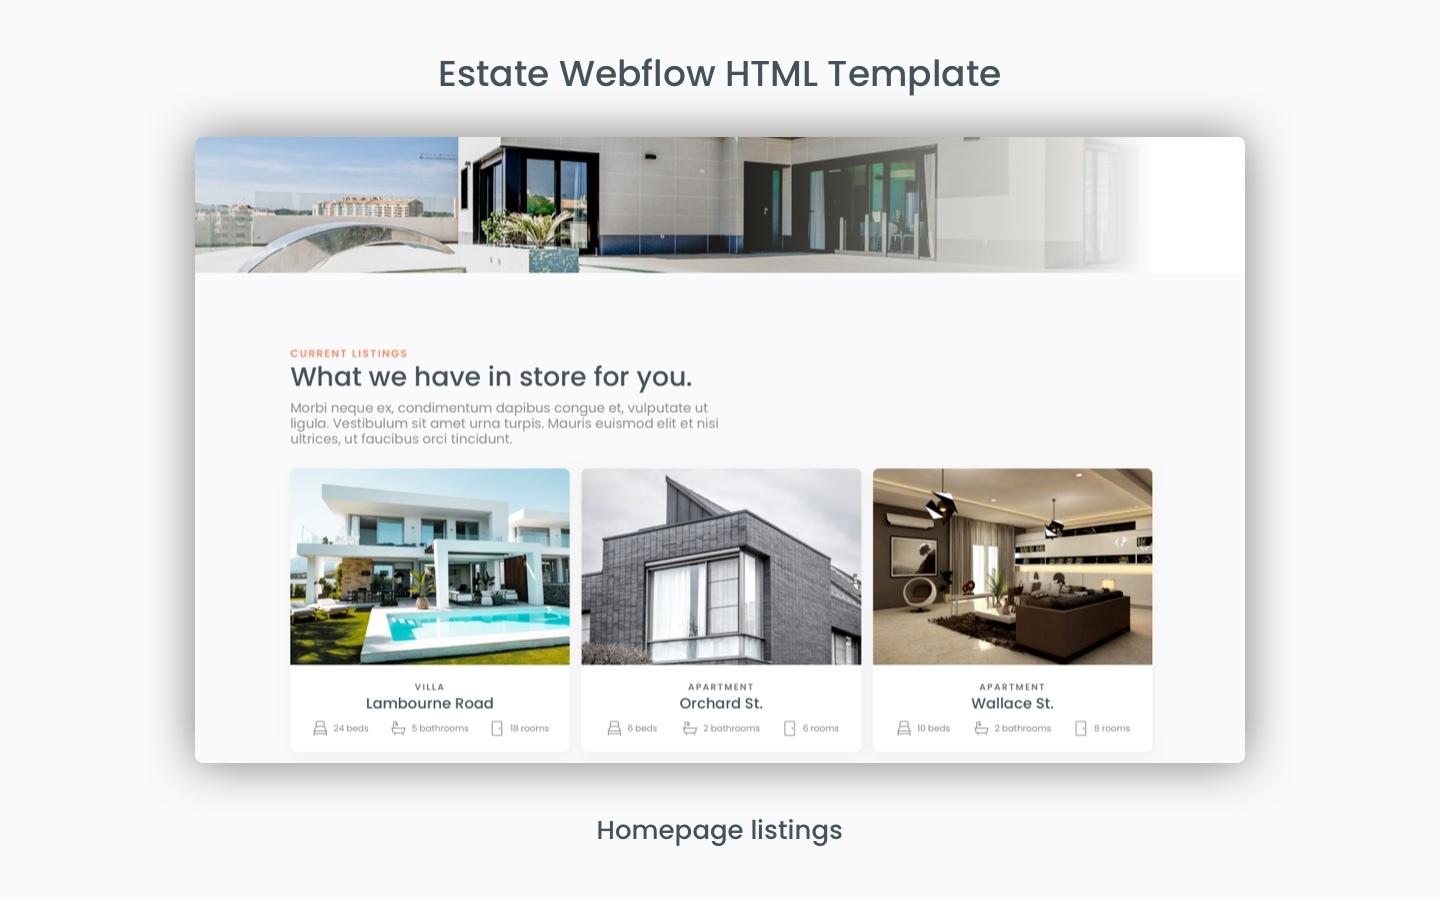 Estate Webflow HTML Template
CURRENT LISTINGS
What we have in store for you.
Morbi neque ex, condimentum dapibus congue et, vulputate ut
ligula. Vestibulum sit amet urna turpis. Mauris euismod elit et nisi
ultrices, ut faucibus orci tincidunt.
VILLA
Lambourne Road
24 beds 5 bathrooms 18 rooms
APARTMENT
Orchard St.
6 beds 2 bathrooms 6 rooms
APARTMENT
Wallace St.
10 beds 2 bathrooms 8 rooms
Homepage listings